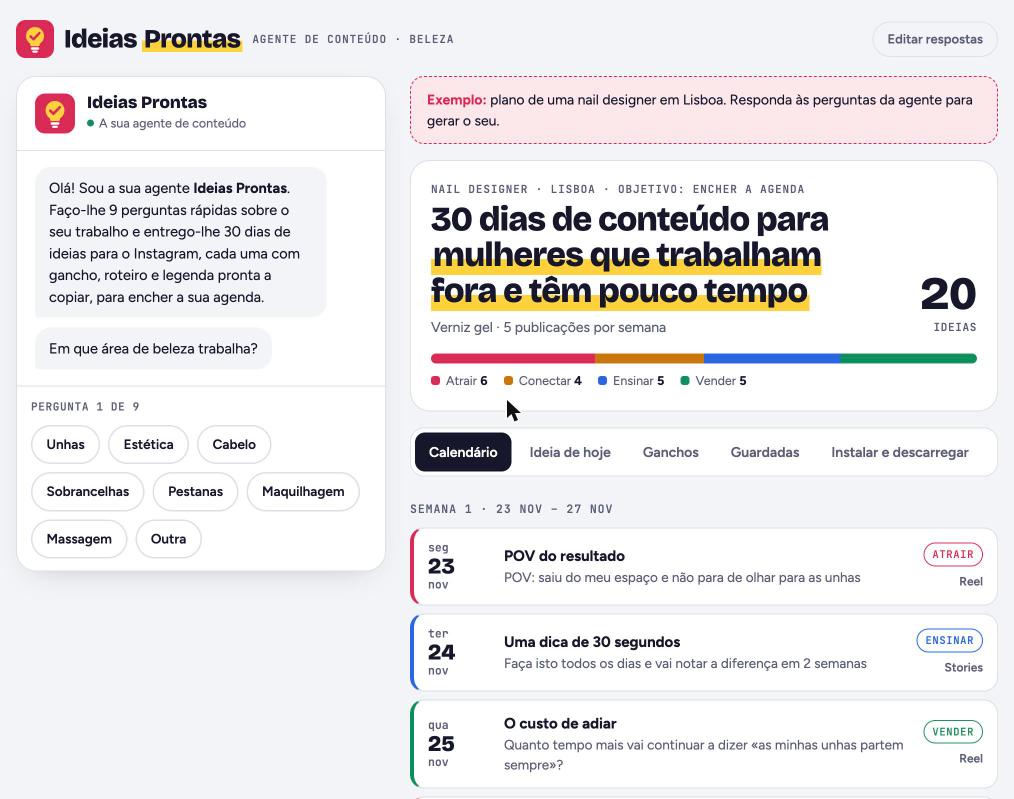 Ideias Prontas
AGENTE DE CONTEÚDO · BELEZA
Editar respostas
Ideias Prontas
A sua agente de conteúdo
Olá! Sou a sua agente Ideias Prontas.
Faço-lhe 9 perguntas rápidas sobre o
seu trabalho e entrego-lhe 30 dias de
ideias para o Instagram, cada uma com
gancho, roteiro e legenda pronta a
copiar, para encher a sua agenda.
Em que área de beleza trabalha?
PERGUNTA 1 DE 9
Unhas
Estética
Cabelo
Sobrancelhas
Pestanas
Maquilhagem
Massagem
Outra
Exemplo: plano de uma nail designer em Lisboa. Responda às perguntas da agente para
gerar o seu.
NAIL DESIGNER · LISBOA · OBJETIVO: ENCHER A AGENDA
30 dias de conteúdo para
mulheres que trabalham
fora e têm pouco tempo
20
IDEIAS
Verniz gel · 5 publicações por semana
Atrair 6
Conectar 4
Ensinar 5
Vender 5
Calendário
Ideia de hoje
Ganchos
Guardadas
Instalar e descarregar
SEMANA 1 · 23 NOV – 27 NOV
seg
23
nov
POV do resultado
POV: saiu do meu espaço e não para de olhar para as unhas
ATRAIR
Reel
ter
24
nov
Uma dica de 30 segundos
Faça isto todos os dias e vai notar a diferença em 2 semanas
ENSINAR
Stories
qua
25
nov
O custo de adiar
Quanto tempo mais vai continuar a dizer «as minhas unhas partem
sempre»?
VENDER
Reel